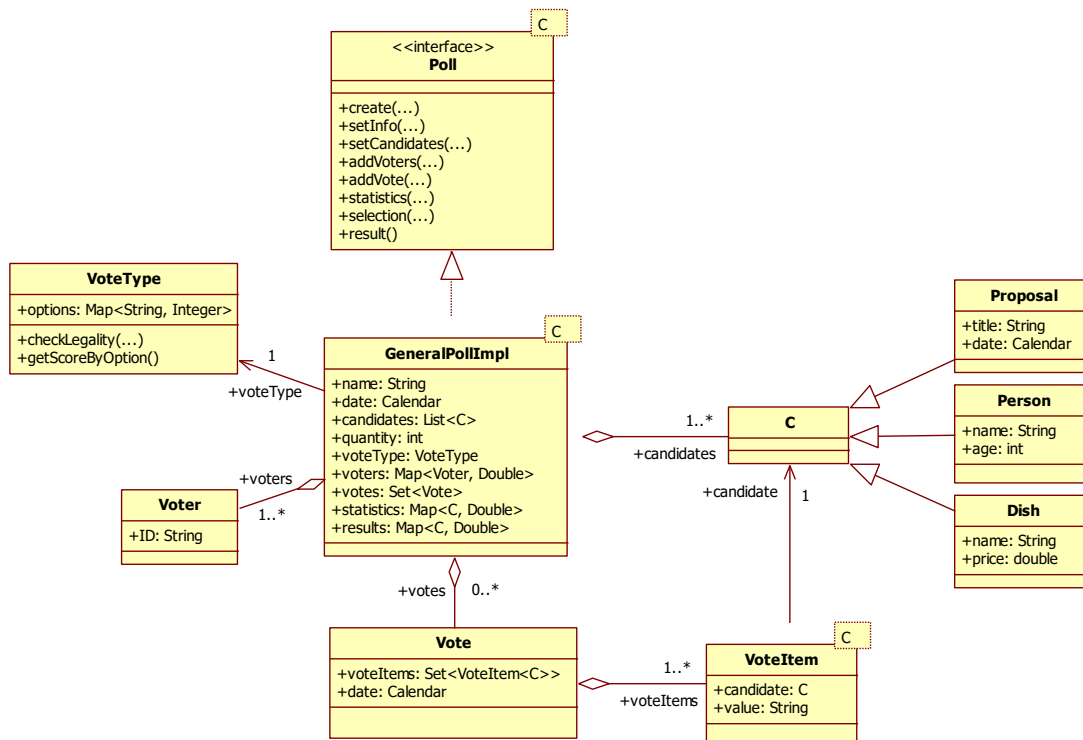 C
<<interface>>
Poll
+create(...)
+setInfo(...)
+setCandidates(...)
+addVoters(...)
+addVote(...)
+statistics(...)
+selection(...)
+result()
VoteType
+options: Map<String, Integer>
+checkLegality(...)
+getScoreByOption()
1
+voteType
C
GeneralPollImpl
+name: String
+date: Calendar
+candidates: List<C>
+quantity: int
+voteType: VoteType
+voters: Map<Voter, Double>
+votes: Set<Vote>
+statistics: Map<C, Double>
+results: Map<C, Double>
+voters
1..*
Voter
+ID: String
1..*
+candidates
C
Proposal
+title: String
+date: Calendar
Person
+name: String
+age: int
Dish
+name: String
+price: double
+candidate
1
+votes
0..*
Vote
+voteItems: Set<VoteItem<C>>
+date: Calendar
1..*
+voteItems
C
VoteItem
+candidate: C
+value: String